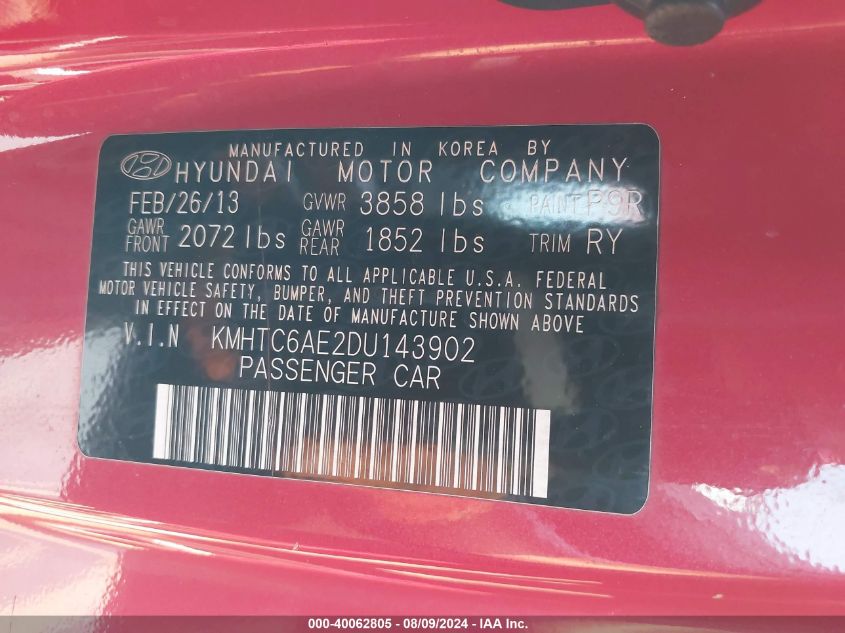 MANUFACTURED IN KOREA BY
HYUNDAI MOTOR COMPANY
FEB/26/13 GVWR 3858 lbs PAINT P9R
GAWR FRONT 2072 lbs GAWR REAR 1852 lbs TRIM RY
THIS VEHICLE CONFORMS TO ALL APPLICABLE U.S.A. FEDERAL
MOTOR VEHICLE SAFETY, BUMPER, AND THEFT PREVENTION STANDARDS
IN EFFECT ON THE DATE OF MANUFACTURE SHOWN ABOVE
V.I.N KMHTC6AE2DU143902
PASSENGER CAR
000-40062805 - 08/09/2024 - IAA Inc.